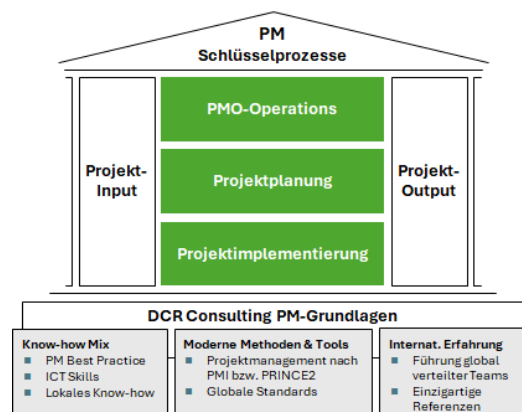 PM
Schlüsselprozesse
PMO-Operations
Projekt-
Input
Projektplanung
Projekt-
Output
Projektimplementierung
DCR Consulting PM-Grundlagen
Know-how Mix
PM Best Practice
ICT Skills
Lokales Know-how
Moderne Methoden & Tools
Projektmanagement nach
PMI bzw. PRINCE2
Globale Standards
Internat. Erfahrung
Führung global
verteilter Teams
Einzigartige
Referenzen